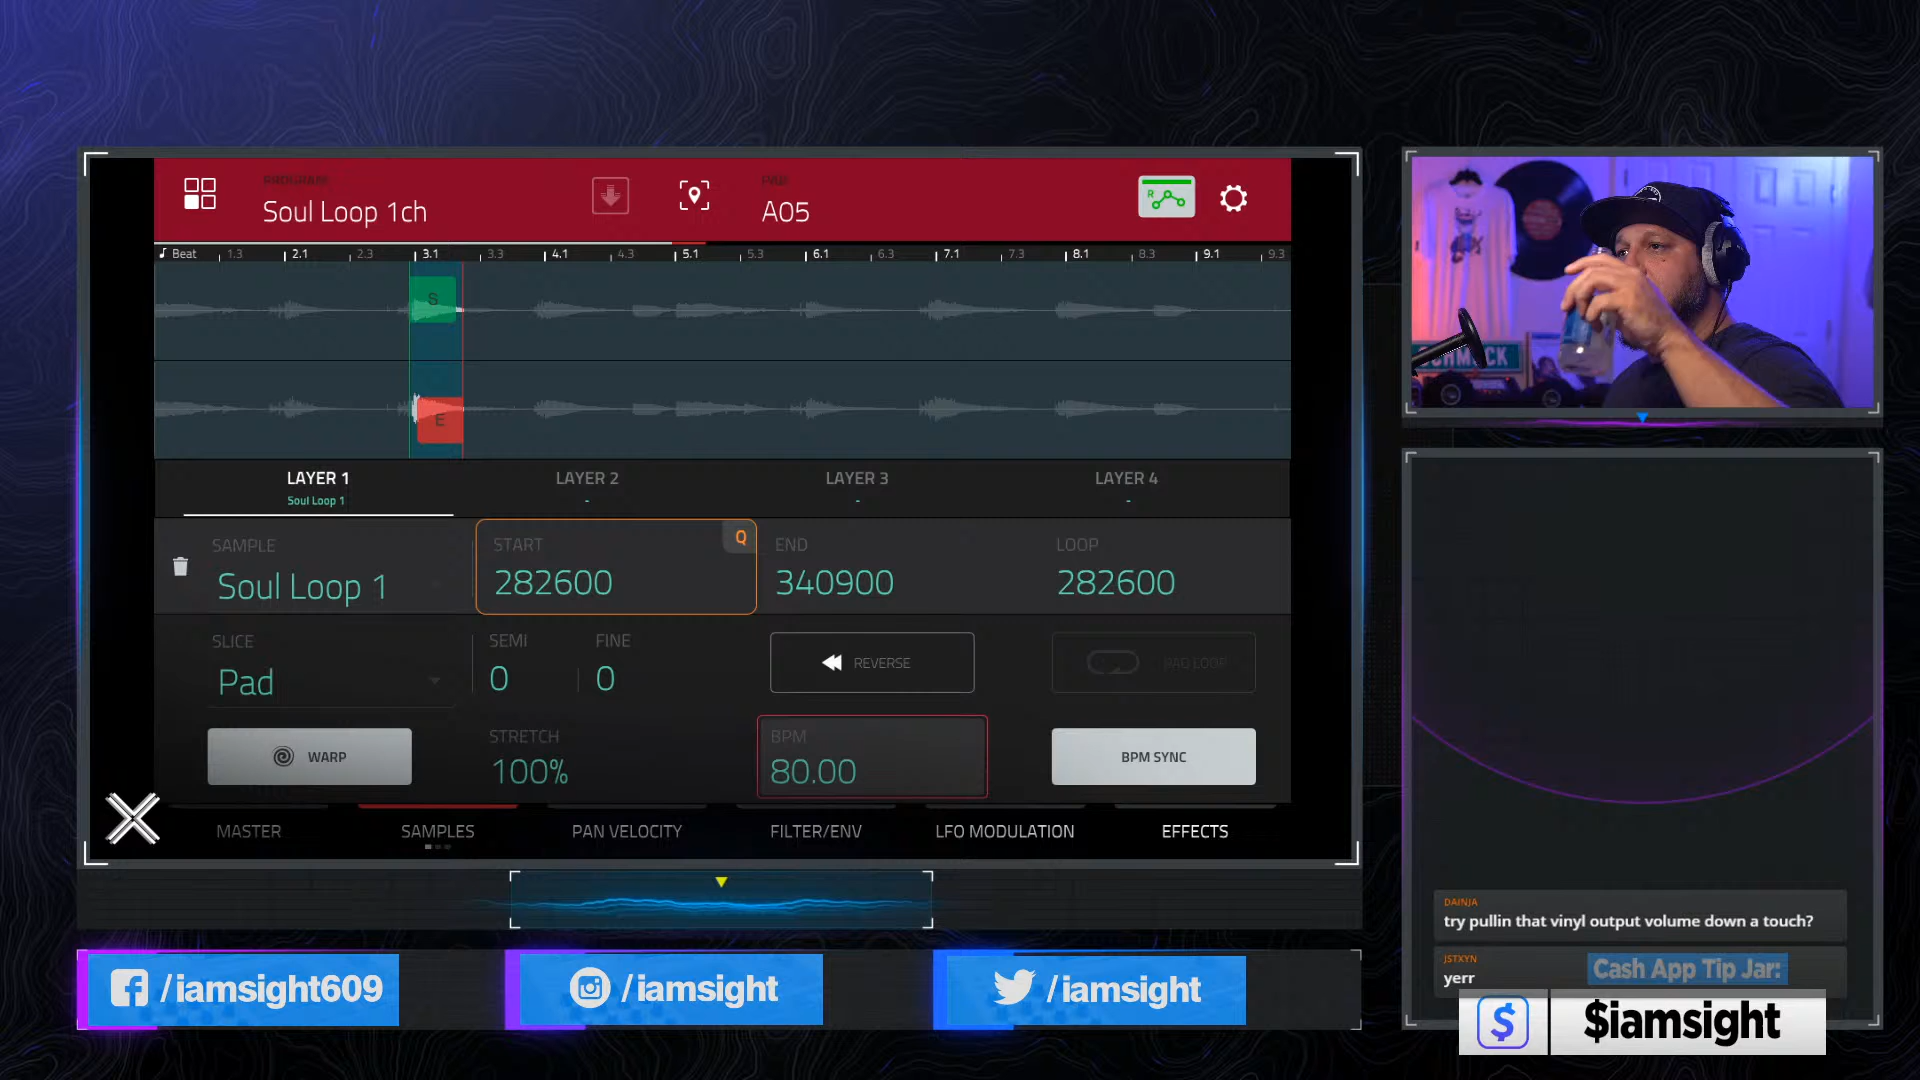 PROGRAM
Soul Loop 1ch
PAD
A05
R
Beat 1.3 2.1 2.3 3.1 3.3 4.1 4.3 5.1 5.3 6.1 6.3 7.1 7.3 8.1 8.3 9.1 9.3
S
E
LAYER 1
Soul Loop 1
LAYER 2
-
LAYER 3
-
LAYER 4
-
SAMPLE
Soul Loop 1
START
Q
282600
END
340900
LOOP
282600
SLICE
Pad
SEMI
0
FINE
0
REVERSE
PAD LOOP
WARP
STRETCH
100%
BPM
80.00
BPM SYNC
MASTER
SAMPLES
PAN VELOCITY
FILTER/ENV
LFO MODULATION
EFFECTS
/iamsight609
/iamsight
/iamsight
DAINJA
try pullin that vinyl output volume down a touch?
JSTXYN
yerr
Cash App Tip Jar:
$
$iamsight